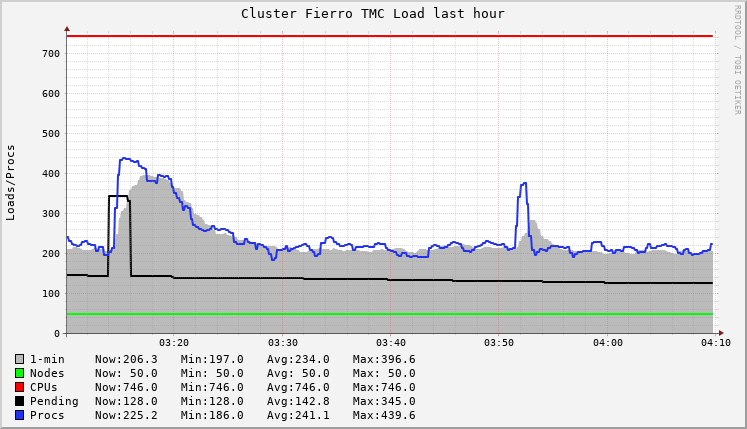 Cluster Fierro TMC Load last hour
RRDTOOL / TOBI OETIKER
Loads/Procs
700
600
500
400
300
200
100
0
03:20 03:30 03:40 03:50 04:00 04:10
1-min Now:206.3 Min:197.0 Avg:234.0 Max:396.6
Nodes Now: 50.0 Min: 50.0 Avg: 50.0 Max: 50.0
CPUs Now:746.0 Min:746.0 Avg:746.0 Max:746.0
Pending Now:128.0 Min:128.0 Avg:142.8 Max:345.0
Procs Now:225.2 Min:186.0 Avg:241.1 Max:439.6